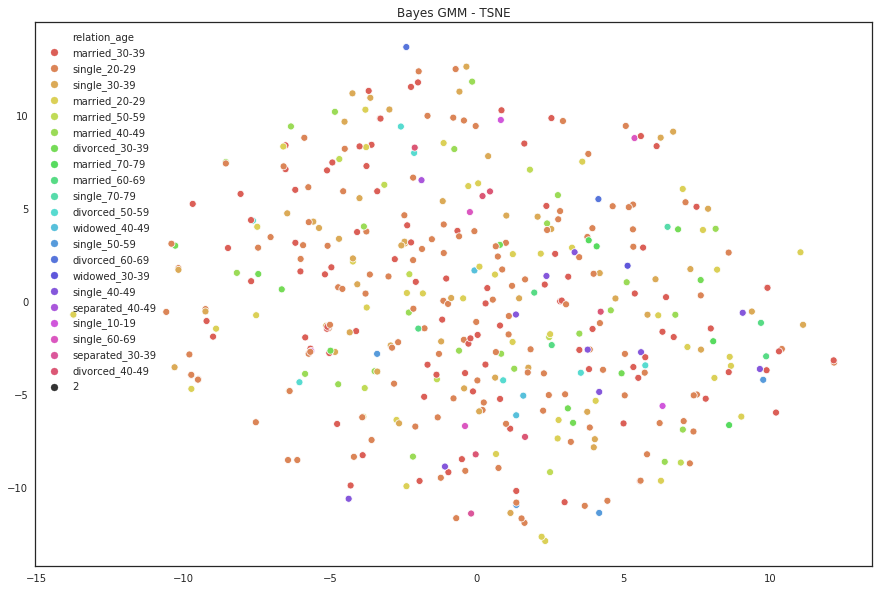 Bayes GMM - TSNE
relation_age
married_30-39
single_20-29
single_30-39
married_20-29
married_50-59
married_40-49
divorced_30-39
married_70-79
married_60-69
single_70-79
divorced_50-59
widowed_40-49
single_50-59
divorced_60-69
widowed_30-39
single_40-49
separated_40-49
single_10-19
single_60-69
separated_30-39
divorced_40-49
2
10
5
0
−5
−10
−15 −10 −5 0 5 10